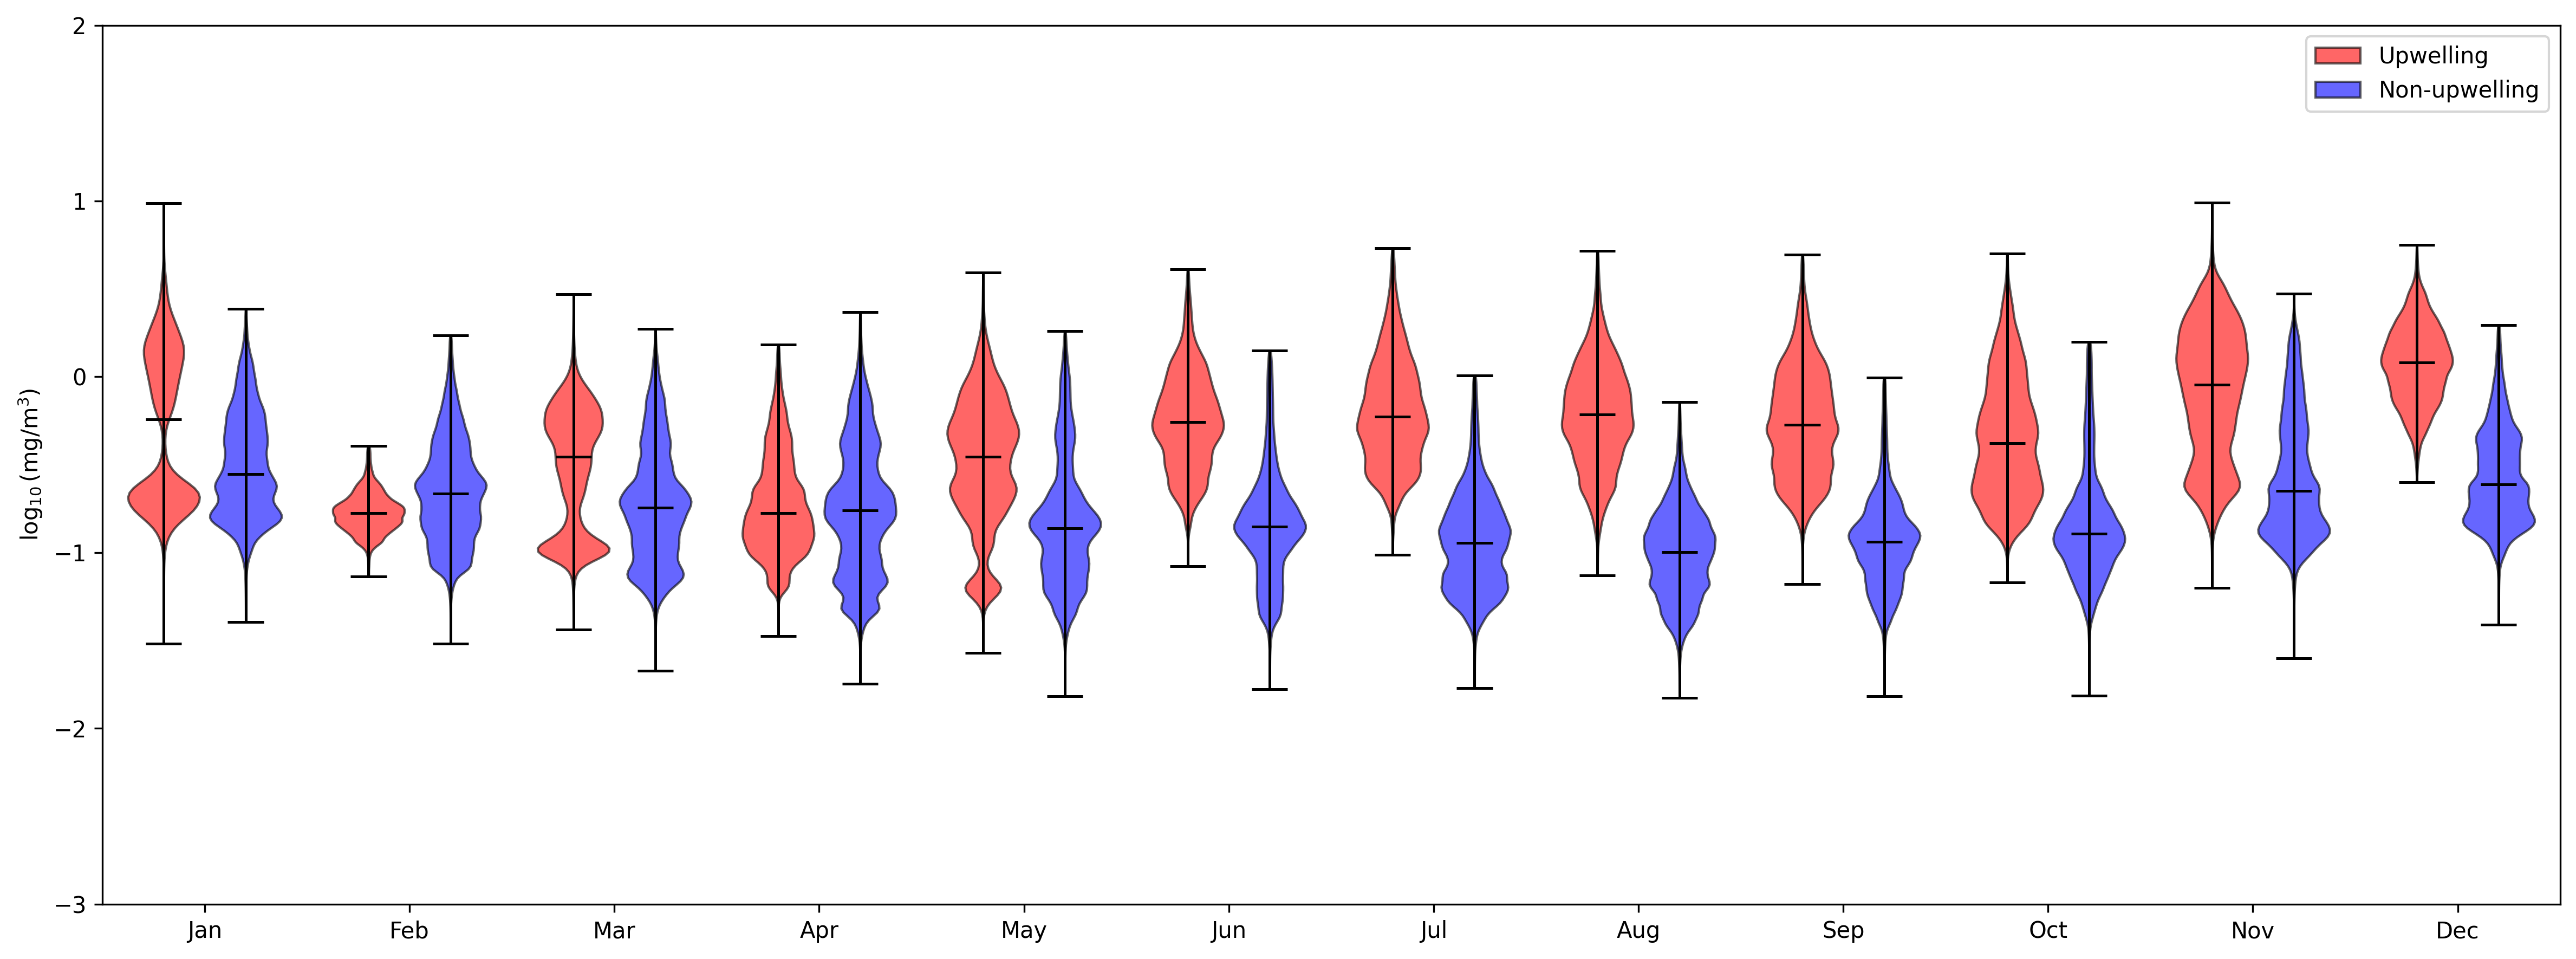 Upwelling
Non-upwelling
log₁₀(mg/m³)
2
1
0
−1
−2
−3
Jan Feb Mar Apr May Jun Jul Aug Sep Oct Nov Dec